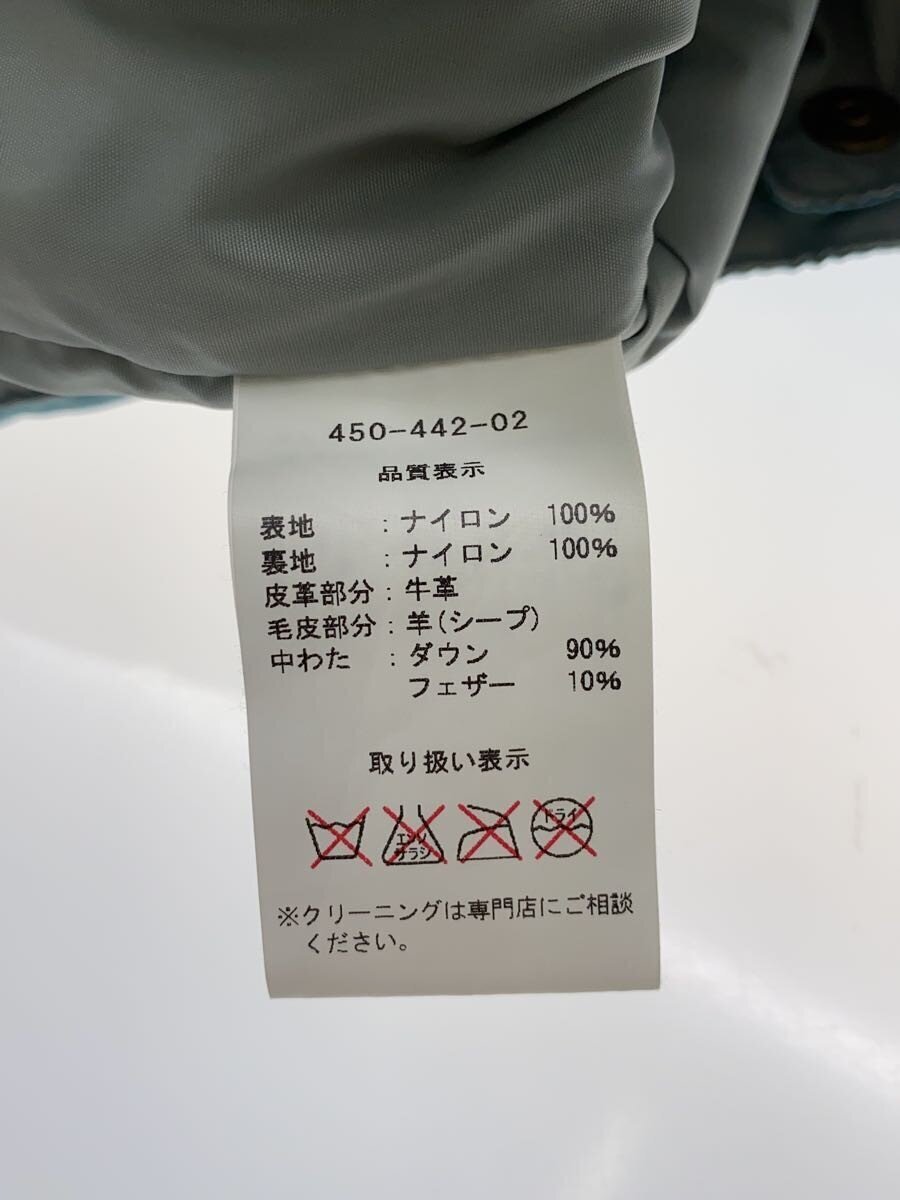 450-442-02
品質表示
表地　：ナイロン　100%
裏地　：ナイロン　100%
皮革部分：牛革
毛皮部分：羊(シープ)
中わた　：ダウン　90%
フェザー　10%
取り扱い表示
エンソ
サラシ
ドライ
※クリーニングは専門店にご相談
ください。